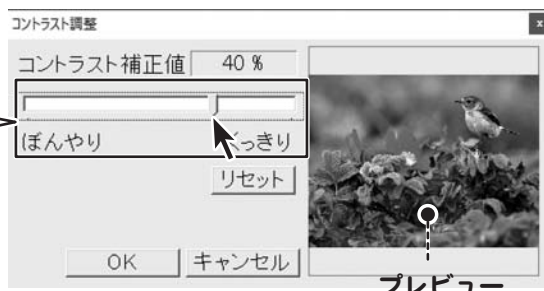 コントラスト調整
コントラスト補正値 40 %
ぼんやり っきり
リセット
OK キャンセル
プレビュー